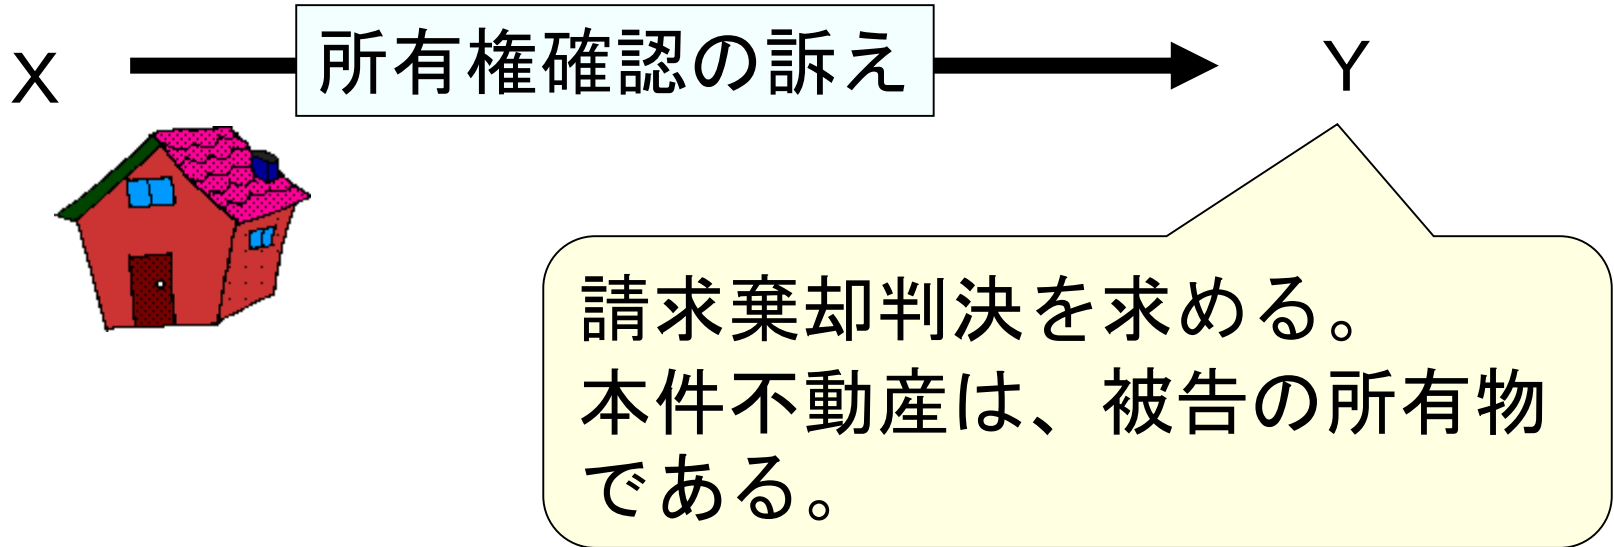 X
所有権確認の訴え
Y
請求棄却判決を求める。
本件不動産は、被告の所有物
である。